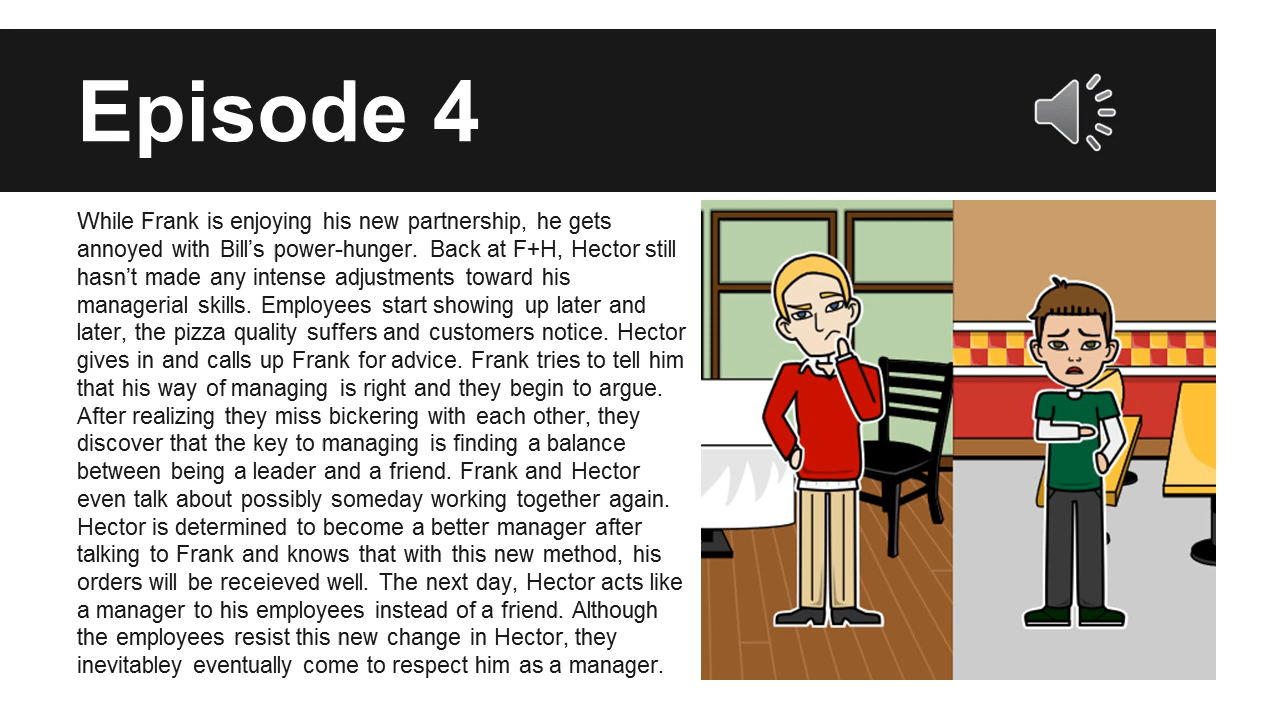 Episode 4
While Frank is enjoying his new partnership, he gets
annoyed with Bill's power-hunger. Back at F+H, Hector still
hasn't made any intense adjustments toward his
managerial skills. Employees start showing up later and
later, the pizza quality suffers and customers notice. Hector
gives in and calls up Frank for advice. Frank tries to tell him
that his way of managing is right and they begin to argue.
After realizing they miss bickering with each other, they
discover that the key to managing is finding a balance
between being a leader and a friend. Frank and Hector
even talk about possibly someday working together again.
Hector is determined to become a better manager after
talking to Frank and knows that with this new method, his
orders will be receieved well. The next day, Hector acts like
a manager to his employees instead of a friend. Although
the employees resist this new change in Hector, they
inevitabley eventually come to respect him as a manager.